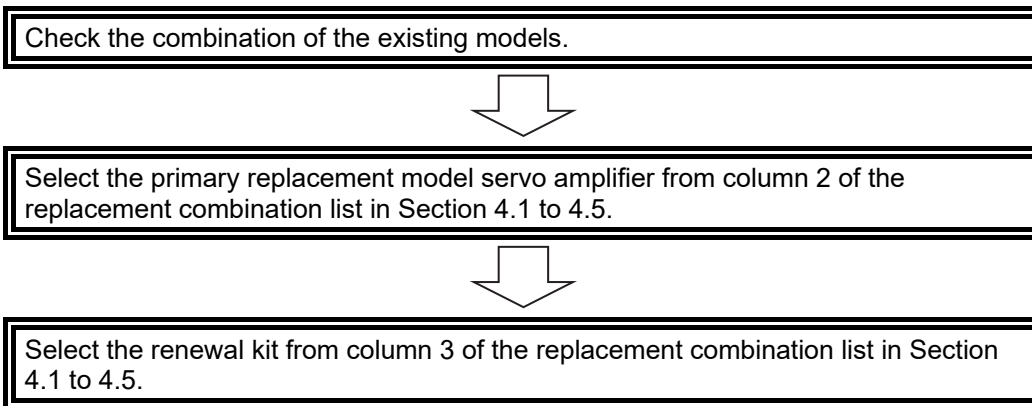 Check the combination of the existing models.
Select the primary replacement model servo amplifier from column 2 of the
replacement combination list in Section 4.1 to 4.5.
Select the renewal kit from column 3 of the replacement combination list in Section
4.1 to 4.5.